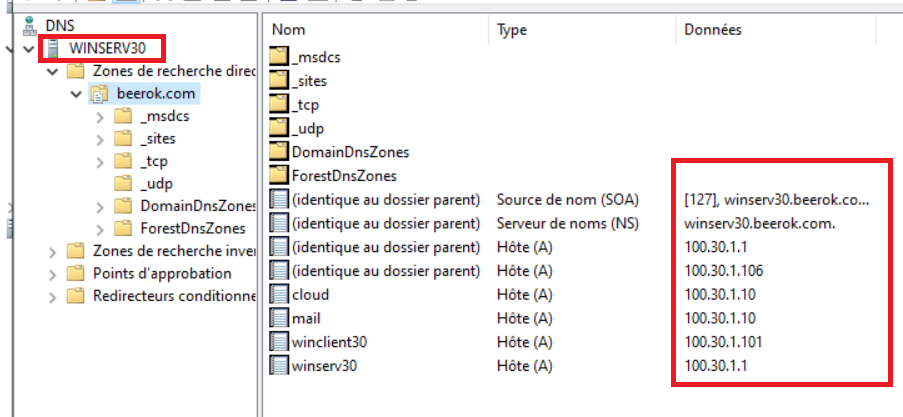 DNS
WINSERV30
Zones de recherche direc
beerok.com
_msdcs
_sites
_tcp
_udp
DomainDnsZones
ForestDnsZones
Zones de recherche inver
Points d'approbation
Redirecteurs conditionne
Nom Type Données
_msdcs
_sites
_tcp
_udp
DomainDnsZones
ForestDnsZones
(identique au dossier parent) Source de nom (SOA) [127], winserv30.beerok.co...
(identique au dossier parent) Serveur de noms (NS) winserv30.beerok.com.
(identique au dossier parent) Hôte (A) 100.30.1.1
(identique au dossier parent) Hôte (A) 100.30.1.106
cloud Hôte (A) 100.30.1.10
mail Hôte (A) 100.30.1.10
winclient30 Hôte (A) 100.30.1.101
winserv30 Hôte (A) 100.30.1.1